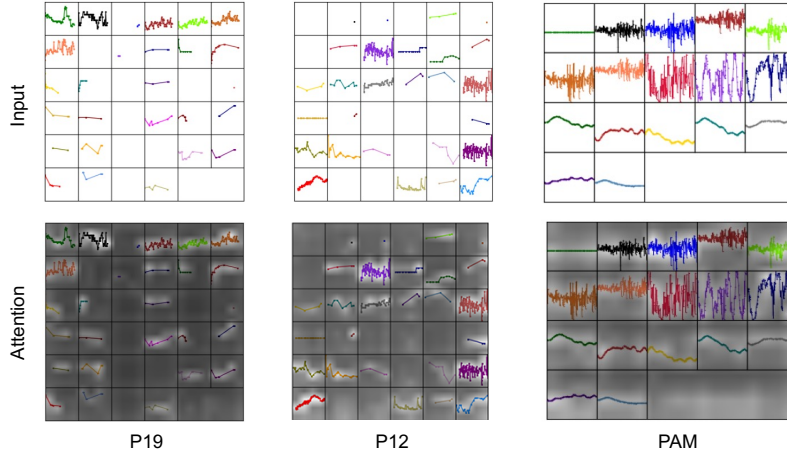 Input
Attention
P19
P12
PAM